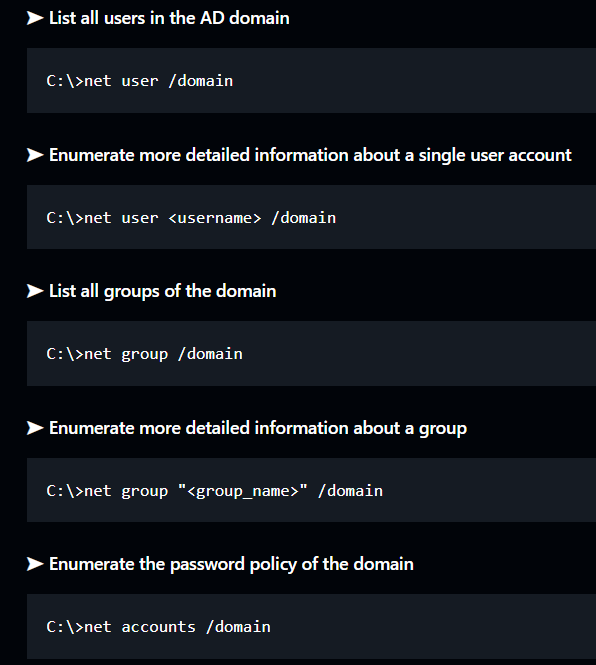 ➤ List all users in the AD domain
C:\>net user /domain
➤ Enumerate more detailed information about a single user account
C:\>net user <username> /domain
➤ List all groups of the domain
C:\>net group /domain
➤ Enumerate more detailed information about a group
C:\>net group "<group_name>" /domain
➤ Enumerate the password policy of the domain
C:\>net accounts /domain